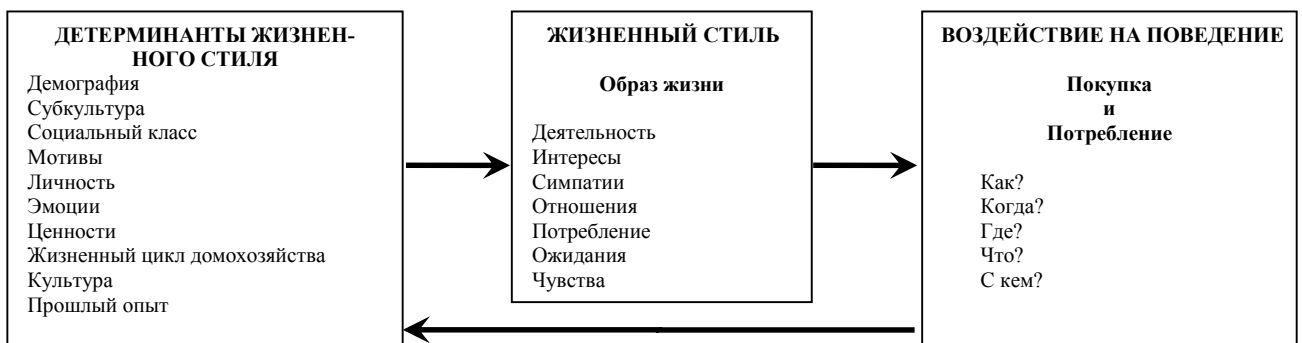 ДЕТЕРМИНАНТЫ ЖИЗНЕН-
НОГО СТИЛЯ
Демография
Субкультура
Социальный класс
Мотивы
Личность
Эмоции
Ценности
Жизненный цикл домохозяйства
Культура
Прошлый опыт
ЖИЗНЕННЫЙ СТИЛЬ
Образ жизни
Деятельность
Интересы
Симпатии
Отношения
Потребление
Ожидания
Чувства
ВОЗДЕЙСТВИЕ НА ПОВЕДЕНИЕ
Покупка
и
Потребление
Как?
Когда?
Где?
Что?
С кем?